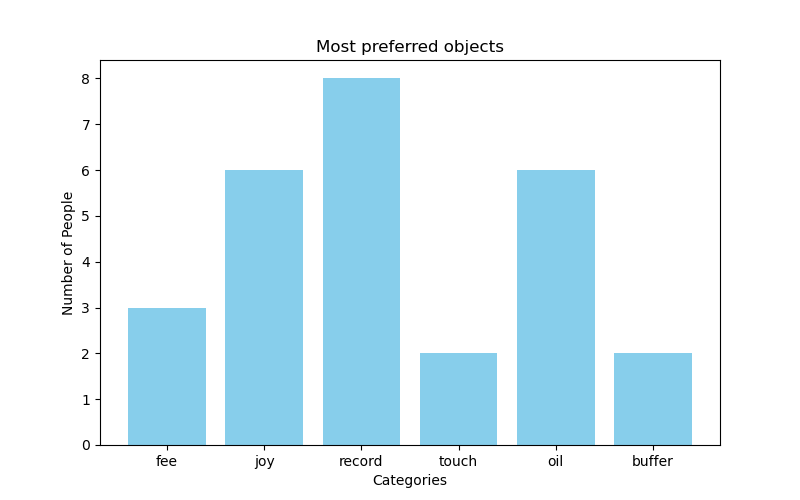 Most preferred objects
Number of People
8
7
6
5
4
3
2
1
0
fee joy record touch oil buffer
Categories